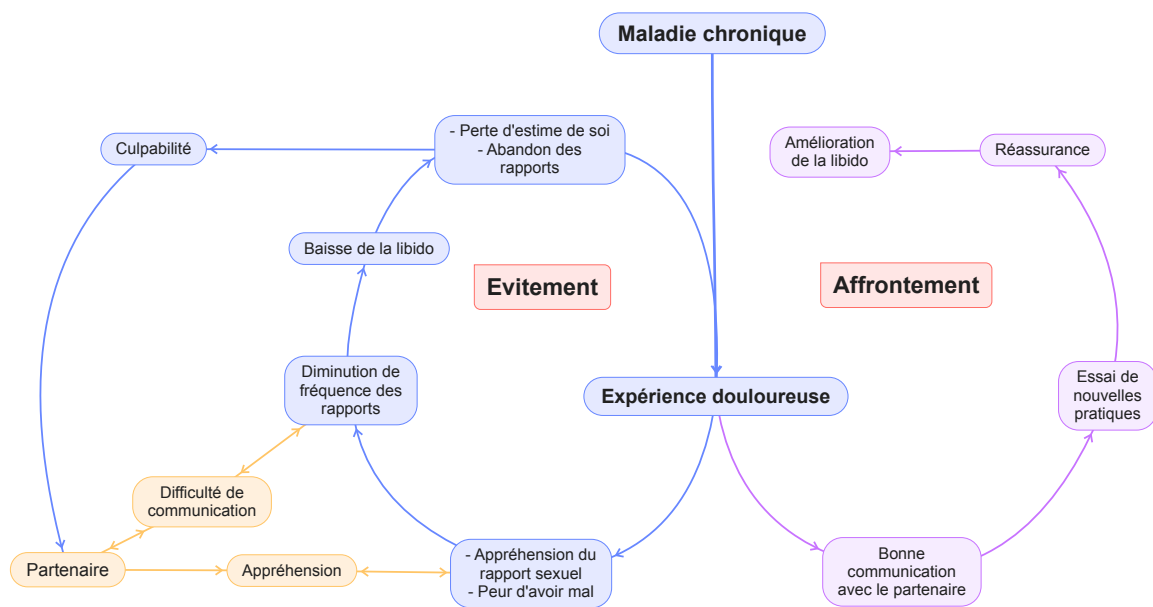 Maladie chronique
Culpabilité
- Perte d'estime de soi
- Abandon des
rapports
Amélioration
de la libido
Réassurance
Baisse de la libido
Evitement
Affrontement
Diminution de
fréquence des
rapports
Expérience douloureuse
Essai de
nouvelles
pratiques
Difficulté de
communication
Partenaire
Appréhension
- Appréhension du
rapport sexuel
- Peur d'avoir mal
Bonne
communication
avec le partenaire